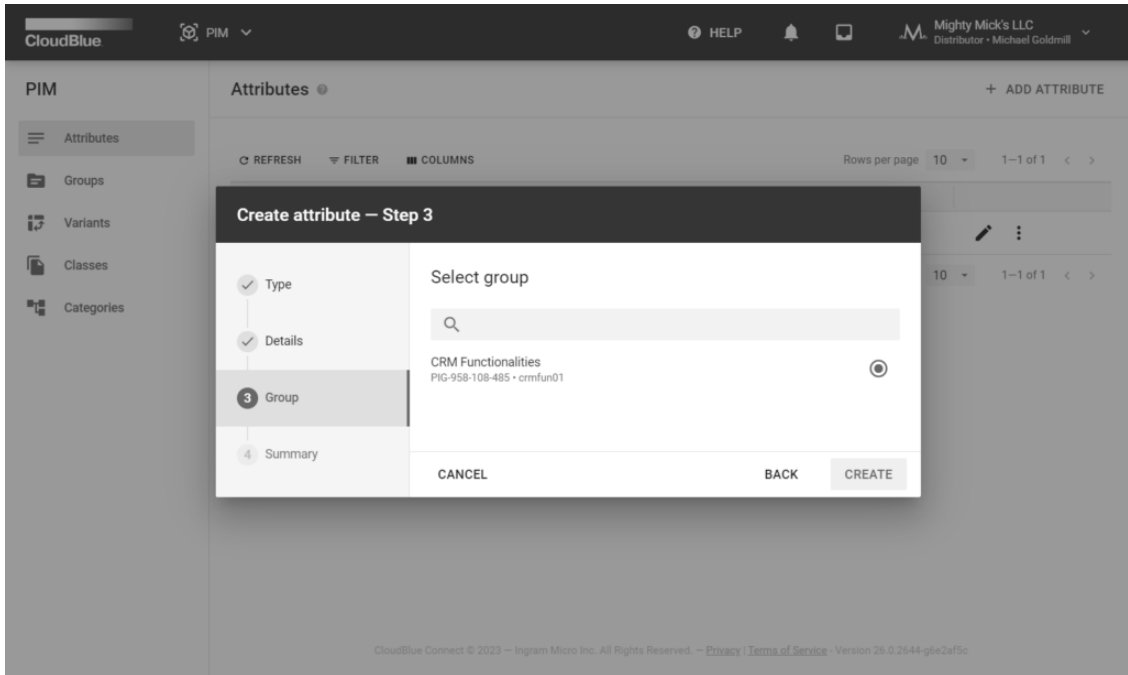 CloudBlue.
PIM
HELP
Mighty Mick's LLC
Distributor • Michael Goldmill
PIM
Attributes
+ ADD ATTRIBUTE
Attributes
Groups
Variants
Classes
Categories
REFRESH FILTER COLUMNS
Rows per page 10 1–1 of 1 < >
Create attribute — Step 3
10 1–1 of 1 < >
Type
Details
3 Group
4 Summary
Select group
CRM Functionalities
PIG-958-108-485 • crmfun01
CANCEL BACK CREATE
CloudBlue Connect © 2023 — Ingram Micro Inc. All Rights Reserved. — Privacy | Terms of Service - Version 26.0.2644-g6e2af5c